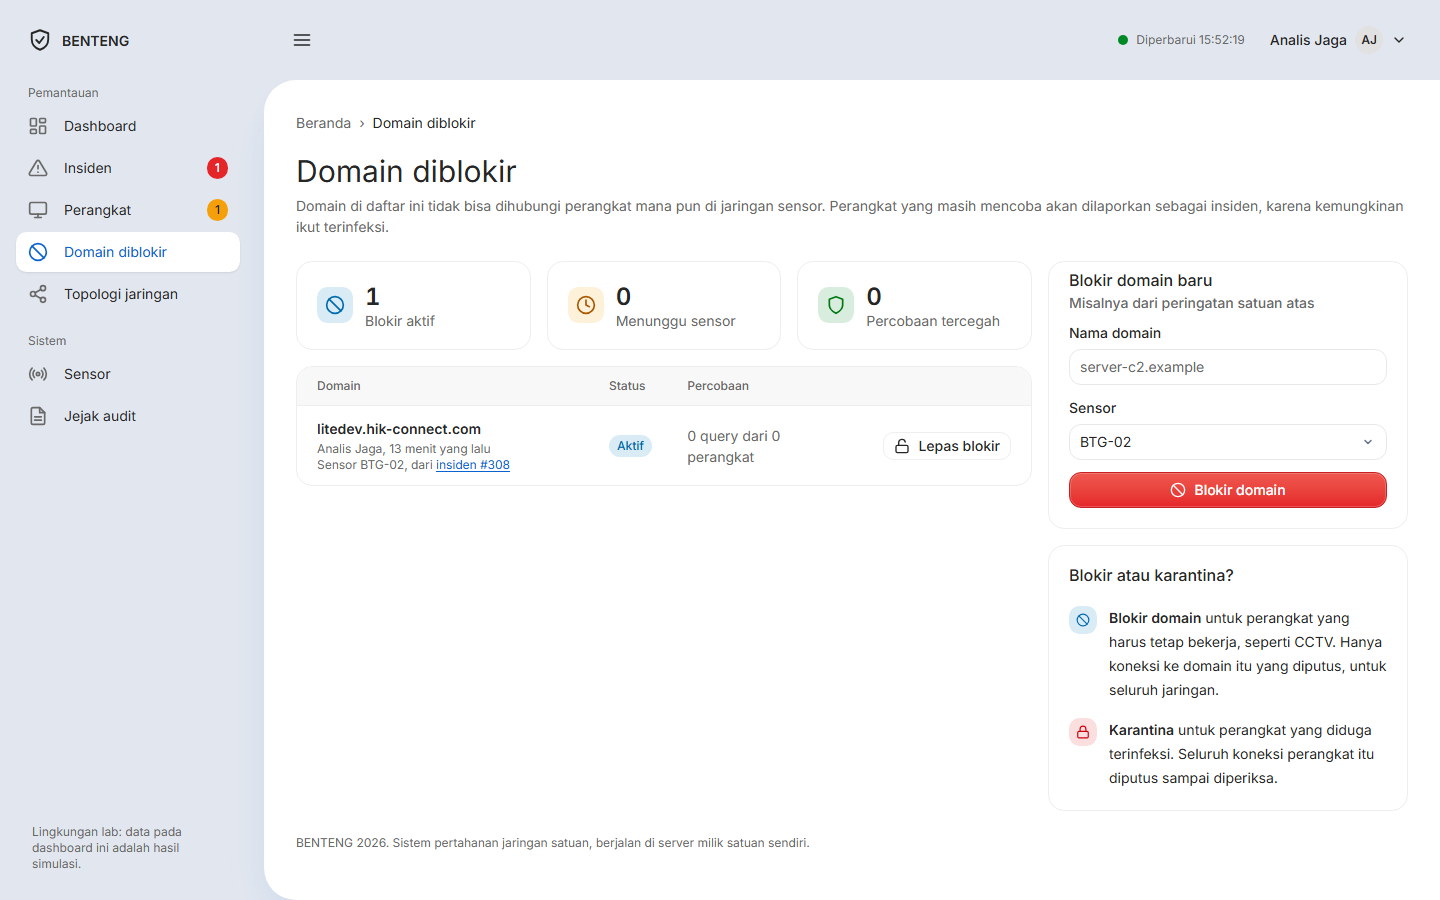 BENTENG
Diperbarui 15:52:19
Analis Jaga
AJ
Pemantauan
Dashboard
Insiden
1
Perangkat
1
Domain diblokir
Topologi jaringan
Sistem
Sensor
Jejak audit
Lingkungan lab: data pada
dashboard ini adalah hasil
simulasi.
Beranda › Domain diblokir
Domain diblokir
Domain di daftar ini tidak bisa dihubungi perangkat mana pun di jaringan sensor. Perangkat yang masih mencoba akan dilaporkan sebagai insiden, karena kemungkinan
ikut terinfeksi.
1
Blokir aktif
0
Menunggu sensor
0
Percobaan tercegah
Domain
Status
Percobaan
litedev.hik-connect.com
Analis Jaga, 13 menit yang lalu
Sensor BTG-02, dari insiden #308
Aktif
0 query dari 0
perangkat
Lepas blokir
Blokir domain baru
Misalnya dari peringatan satuan atas
Nama domain
server-c2.example
Sensor
BTG-02
Blokir domain
Blokir atau karantina?
Blokir domain untuk perangkat yang
harus tetap bekerja, seperti CCTV. Hanya
koneksi ke domain itu yang diputus, untuk
seluruh jaringan.
Karantina untuk perangkat yang diduga
terinfeksi. Seluruh koneksi perangkat itu
diputus sampai diperiksa.
BENTENG 2026. Sistem pertahanan jaringan satuan, berjalan di server milik satuan sendiri.